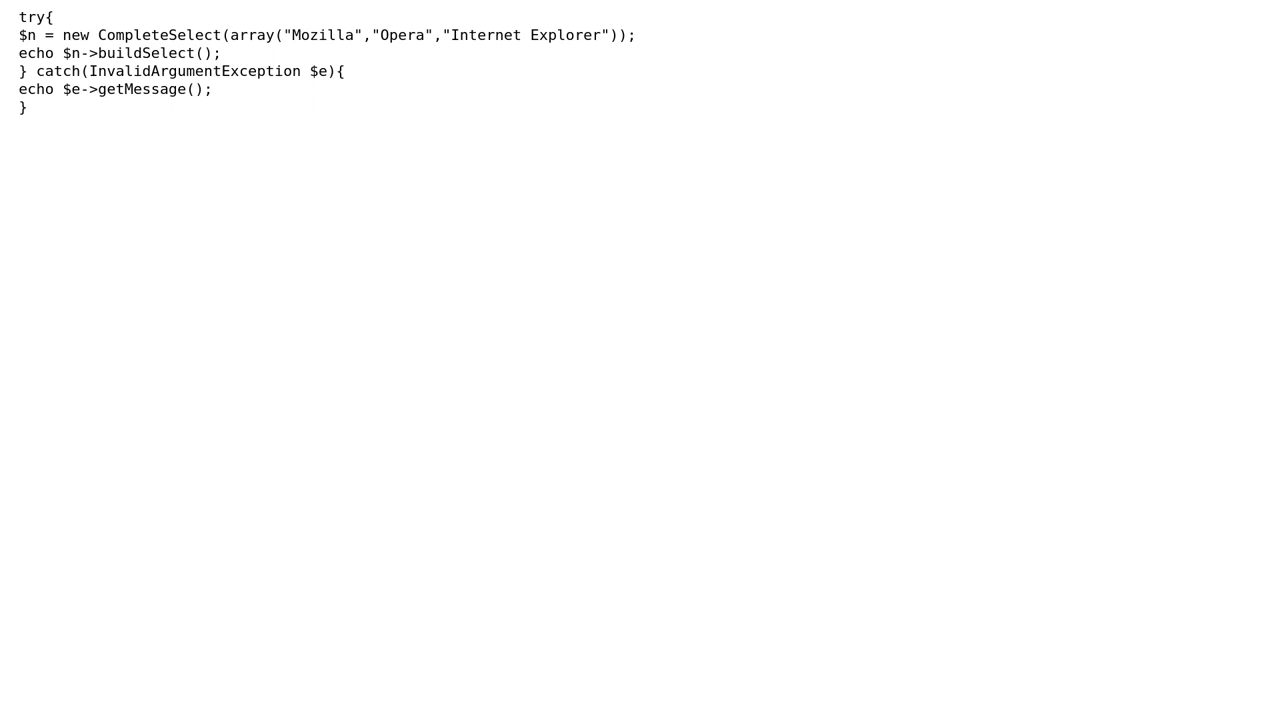 try{
$n = new CompleteSelect(array("Mozilla","Opera","Internet Explorer"));
echo $n->buildSelect();
} catch(InvalidArgumentException $e){
echo $e->getMessage();
}